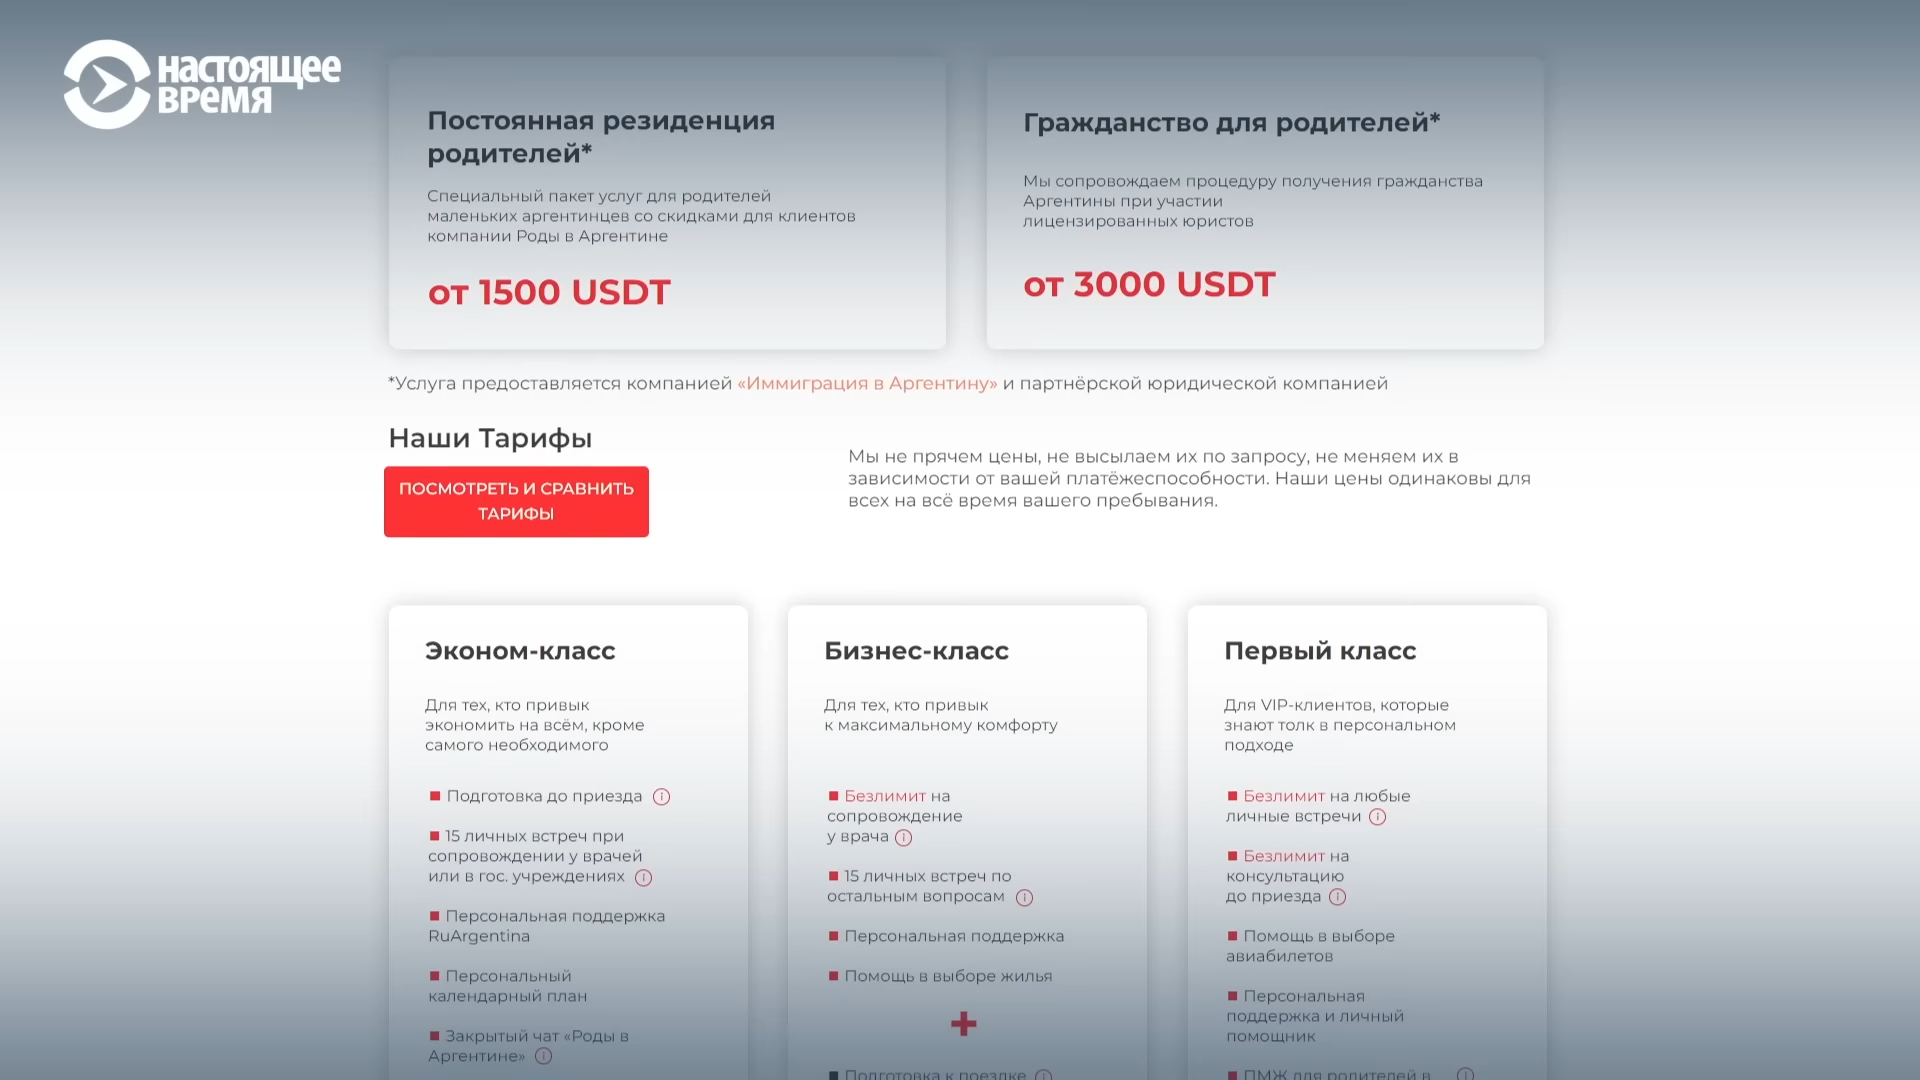 НАСТОЯЩЕЕ
ВРЕМЯ
Постоянная резиденция
родителей*
Специальный пакет услуг для родителей
маленьких аргентинцев со скидками для клиентов
компании Роды в Аргентине
от 1500 USDT
Гражданство для родителей*
Мы сопровождаем процедуру получения гражданства
Аргентины при участии
лицензированных юристов
от 3000 USDT
*Услуга предоставляется компанией «Иммиграция в Аргентину» и партнёрской юридической компанией
Наши Тарифы
ПОСМОТРЕТЬ И СРАВНИТЬ
ТАРИФЫ
Мы не прячем цены, не высылаем их по запросу, не меняем их в
зависимости от вашей платёжеспособности. Наши цены одинаковы для
всех на всё время вашего пребывания.
Эконом-класс
Для тех, кто привык
экономить на всём, кроме
самого необходимого
Подготовка до приезда
15 личных встреч при
сопровождении у врачей
или в гос. учреждениях
Персональная поддержка
RuArgentina
Персональный
календарный план
Закрытый чат «Роды в
Аргентине»
Бизнес-класс
Для тех, кто привык
к максимальному комфорту
Безлимит на
сопровождение
у врача
15 личных встреч по
остальным вопросам
Персональная поддержка
Помощь в выборе жилья
+
Подготовка к поездке
Первый класс
Для VIP-клиентов, которые
знают толк в персональном
подходе
Безлимит на любые
личные встречи
Безлимит на
консультацию
до приезда
Помощь в выборе
авиабилетов
Персональная
поддержка и личный
помощник
ПМЖ для родителей в